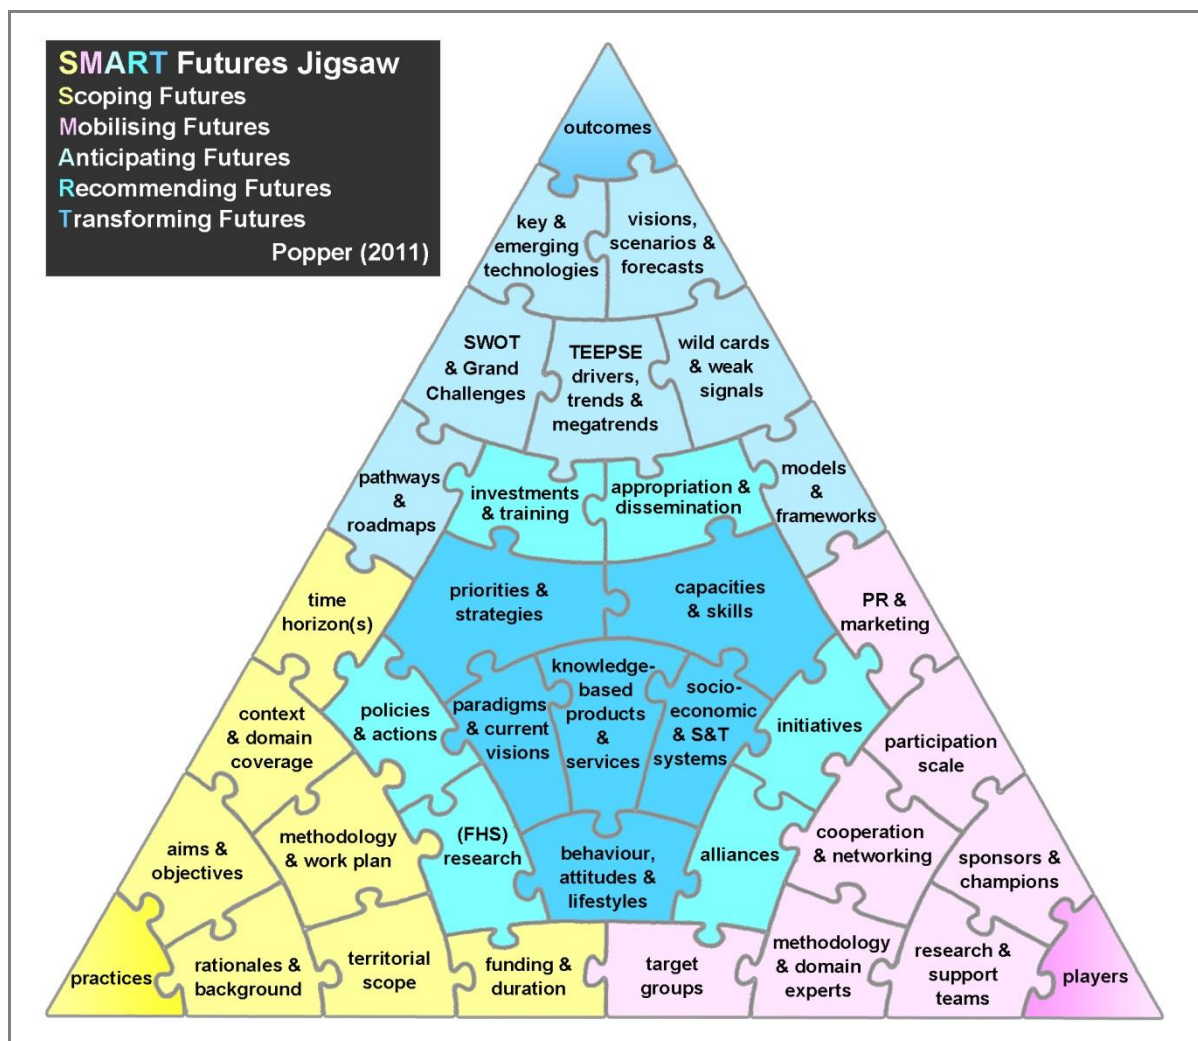 SMART Futures Jigsaw
Scoping Futures
Mobilising Futures
Anticipating Futures
Recommending Futures
Transforming Futures
Popper (2011)
outcomes
key &
emerging
technologies
visions,
scenarios &
forecasts
SWOT
& Grand
Challenges
TEEPSE
drivers,
trends &
megatrends
wild cards
& weak
signals
pathways
&
roadmaps
investments
& training
appropriation &
dissemination
models
&
frameworks
time
horizon(s)
priorities &
strategies
capacities
& skills
PR &
marketing
context
& domain
coverage
policies
& actions
paradigms
& current
visions
knowledge-
based
products
&
services
socio-
economic
& S&T
systems
initiatives
participation
scale
aims &
objectives
methodology
& work plan
(FHS)
research
behaviour,
attitudes &
lifestyles
alliances
cooperation
& networking
sponsors &
champions
practices
rationales &
background
territorial
scope
funding &
duration
target
groups
methodology
& domain
experts
research &
support
teams
players